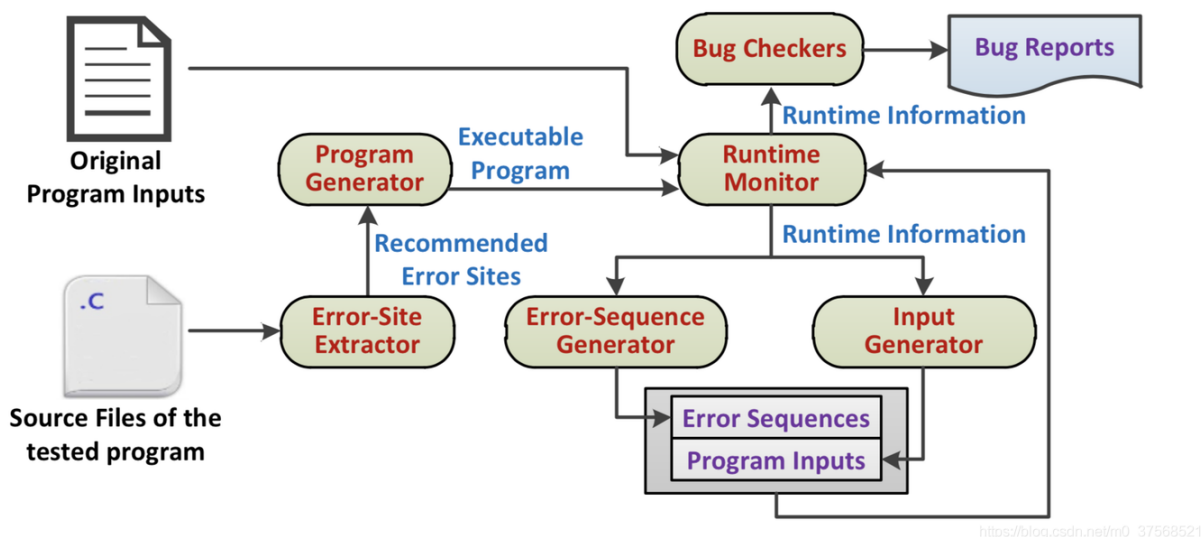 Bug Checkers
Bug Reports
Runtime Information
Original
Program Inputs
Executable
Program
Program
Generator
Runtime
Monitor
Recommended
Error Sites
Runtime Information
.C
Error-Site
Extractor
Error-Sequence
Generator
Input
Generator
Source Files of the
tested program
Error Sequences
Program Inputs
https://blog.csdn.net/m0_37568521